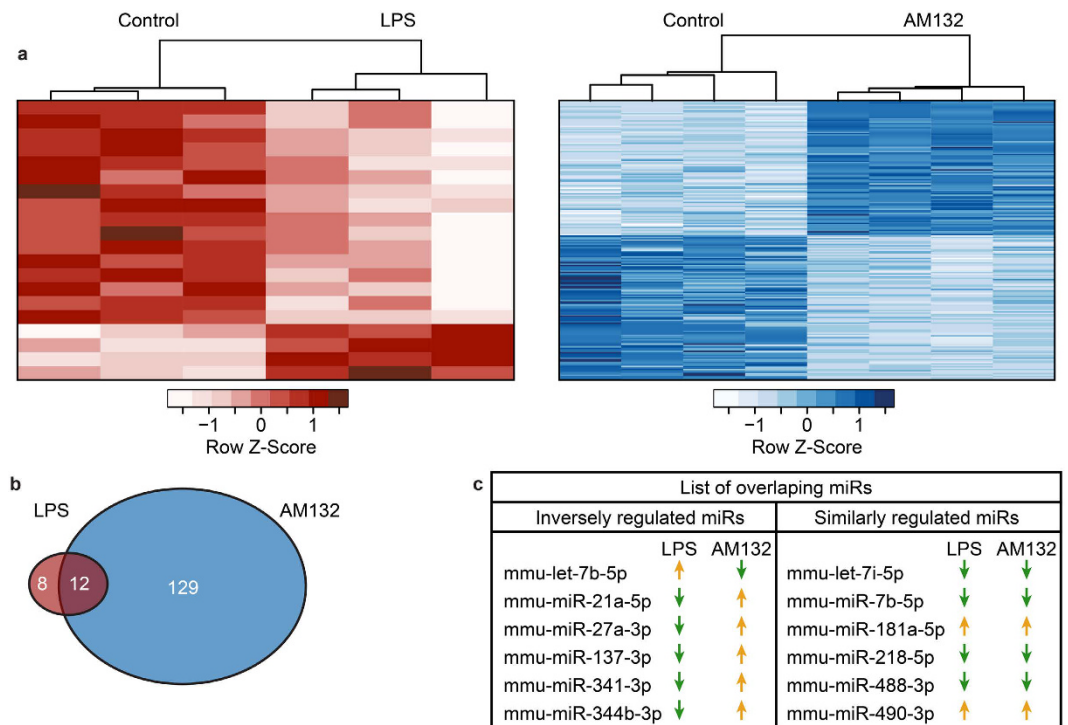 a
Control LPS
Control AM132
−1 0 1
Row Z-Score
−1 0 1
Row Z-Score
b
LPS
AM132
8 12 129
c
List of overlaping miRs
Inversely regulated miRs Similarly regulated miRs
LPS AM132 LPS AM132
mmu-let-7b-5p ↑ ↓ mmu-let-7i-5p ↓ ↓
mmu-miR-21a-5p ↓ ↑ mmu-miR-7b-5p ↓ ↓
mmu-miR-27a-3p ↓ ↑ mmu-miR-181a-5p ↑ ↑
mmu-miR-137-3p ↓ ↑ mmu-miR-218-5p ↓ ↓
mmu-miR-341-3p ↓ ↑ mmu-miR-488-3p ↓ ↓
mmu-miR-344b-3p ↓ ↑ mmu-miR-490-3p ↑ ↑